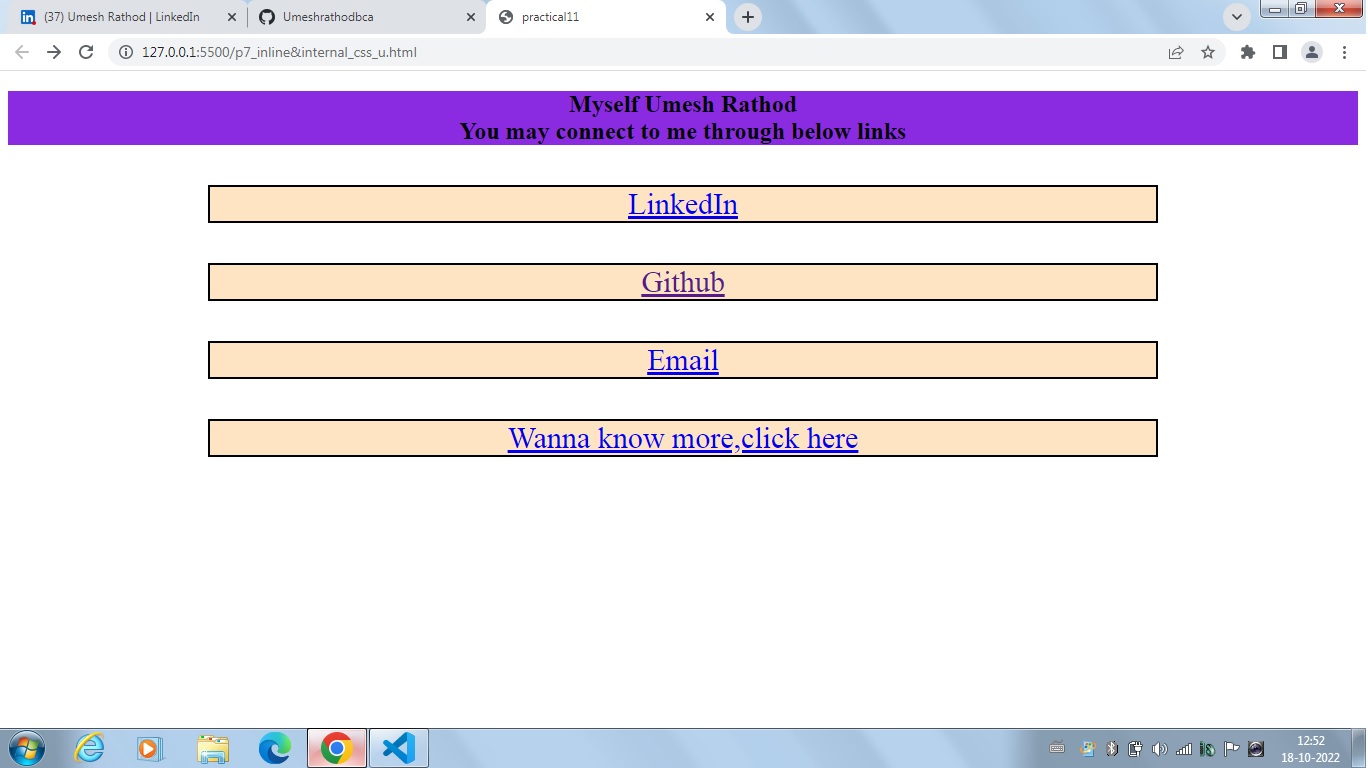 (37) Umesh Rathod | LinkedIn
Umeshrathodbca
practical11
127.0.0.1:5500/p7_inline&internal_css_u.html
Myself Umesh Rathod
You may connect to me through below links
LinkedIn
Github
Email
Wanna know more,click here
12:52
18-10-2022